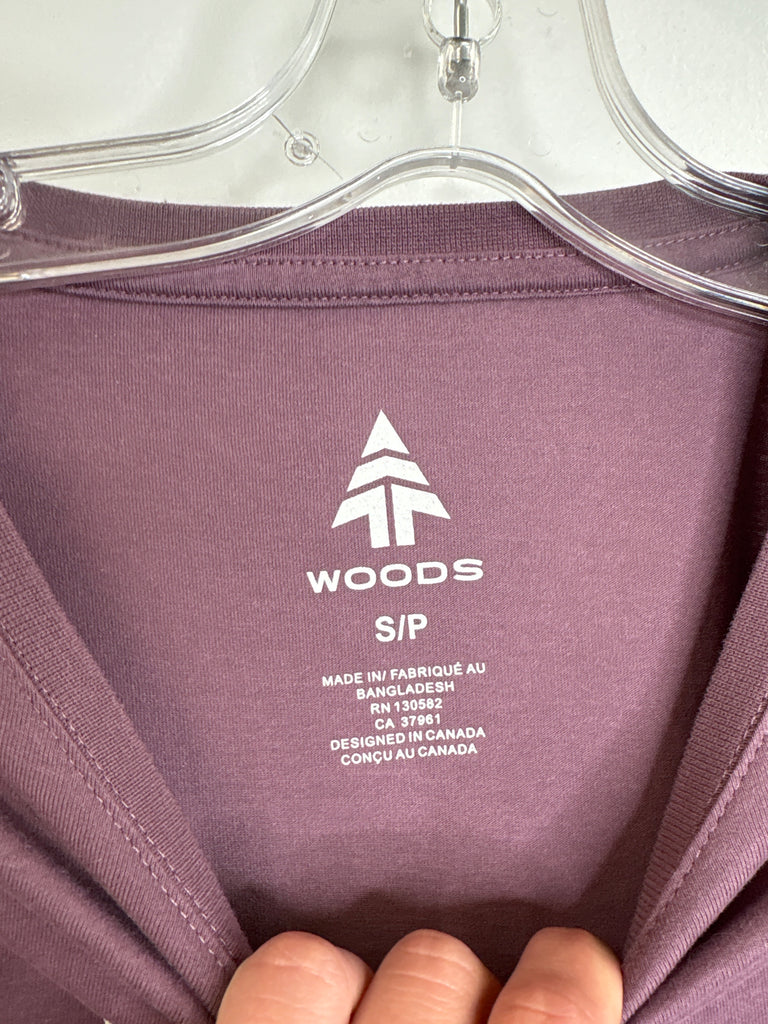 WOODS
S/P
MADE IN/ FABRIQUÉ AU
BANGLADESH
RN 130582
CA 37961
DESIGNED IN CANADA
CONÇU AU CANADA